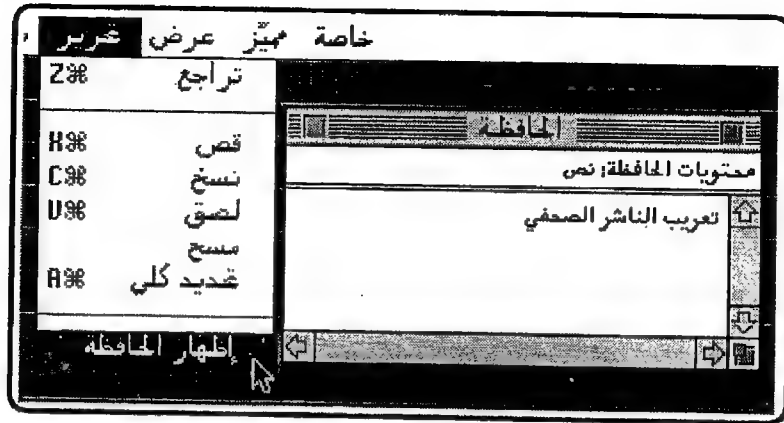 تحرير عرض مميّز خاصة
تراجع ⌘Z
قص ⌘X
نسخ ⌘C
لصق ⌘V
مسح
تحديد كلي ⌘A
إظهار الحافظة
الحافظة
محتويات الحافظة: نص
تعريب الناشر الصحفي